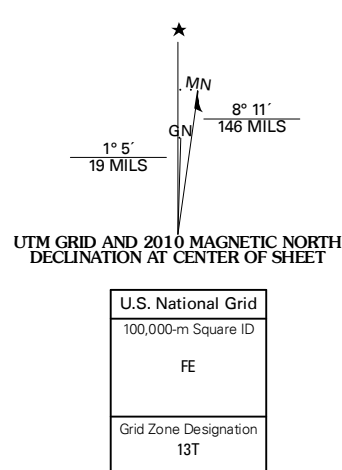 ★
MN
8° 11´
146 MILS
GN
1° 5´
19 MILS
UTM GRID AND 2010 MAGNETIC NORTH
DECLINATION AT CENTER OF SHEET
U.S. National Grid
100,000-m Square ID
FE
Grid Zone Designation
13T